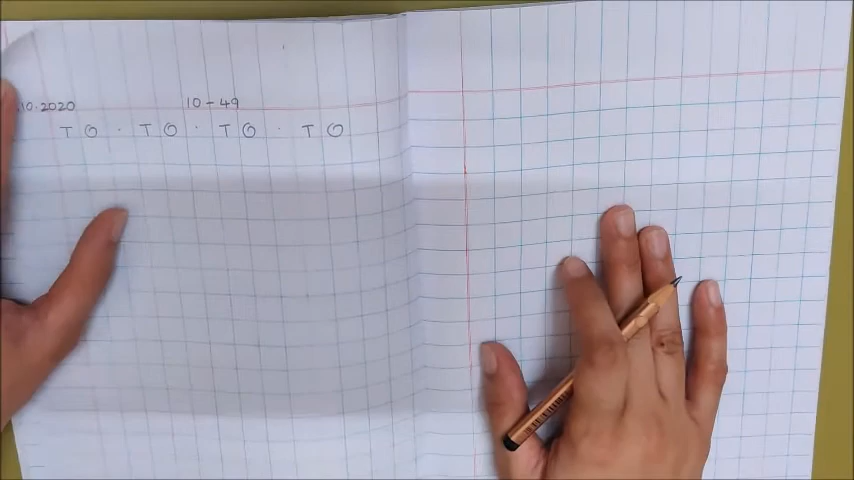 .10.2020 10-49
T O . T O . T O . T O